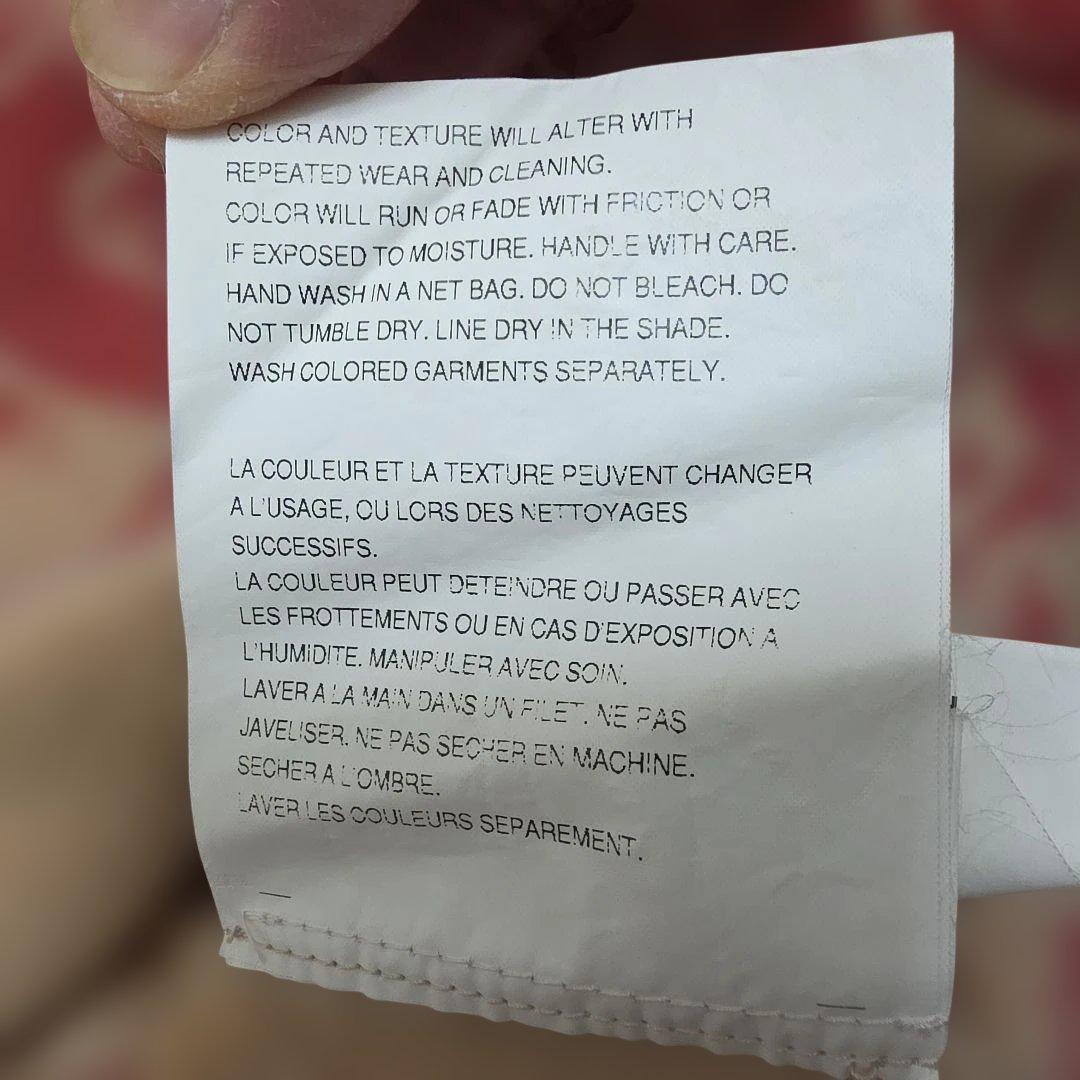 COLOR AND TEXTURE WILL ALTER WITH
REPEATED WEAR AND CLEANING.
COLOR WILL RUN OR FADE WITH FRICTION OR
IF EXPOSED TO MOISTURE. HANDLE WITH CARE.
HAND WASH IN A NET BAG. DO NOT BLEACH. DO
NOT TUMBLE DRY. LINE DRY IN THE SHADE.
WASH COLORED GARMENTS SEPARATELY.
LA COULEUR ET LA TEXTURE PEUVENT CHANGER
A L'USAGE, OU LORS DES NETTOYAGES
SUCCESSIFS.
LA COULEUR PEUT DETEINDRE OU PASSER AVEC
LES FROTTEMENTS OU EN CAS D'EXPOSITION A
L'HUMIDITE. MANIPULER AVEC SOIN.
LAVER A LA MAIN DANS UN FILET. NE PAS
JAVELISER. NE PAS SECHER EN MACHINE.
SECHER A L'OMBRE.
LAVER LES COULEURS SEPAREMENT.